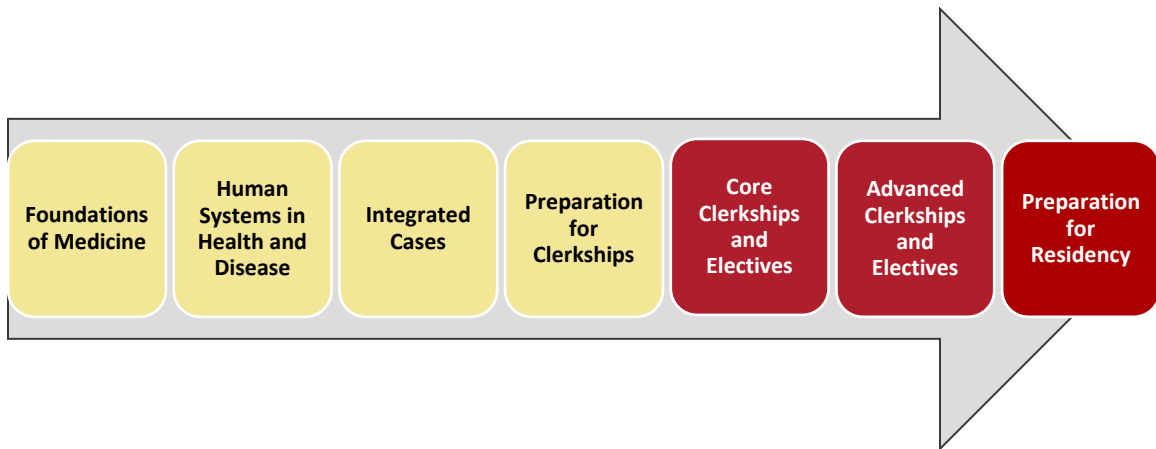 Foundations
of Medicine
Human
Systems in
Health and
Disease
Integrated
Cases
Preparation
for
Clerkships
Core
Clerkships
and
Electives
Advanced
Clerkships
and
Electives
Preparation
for
Residency